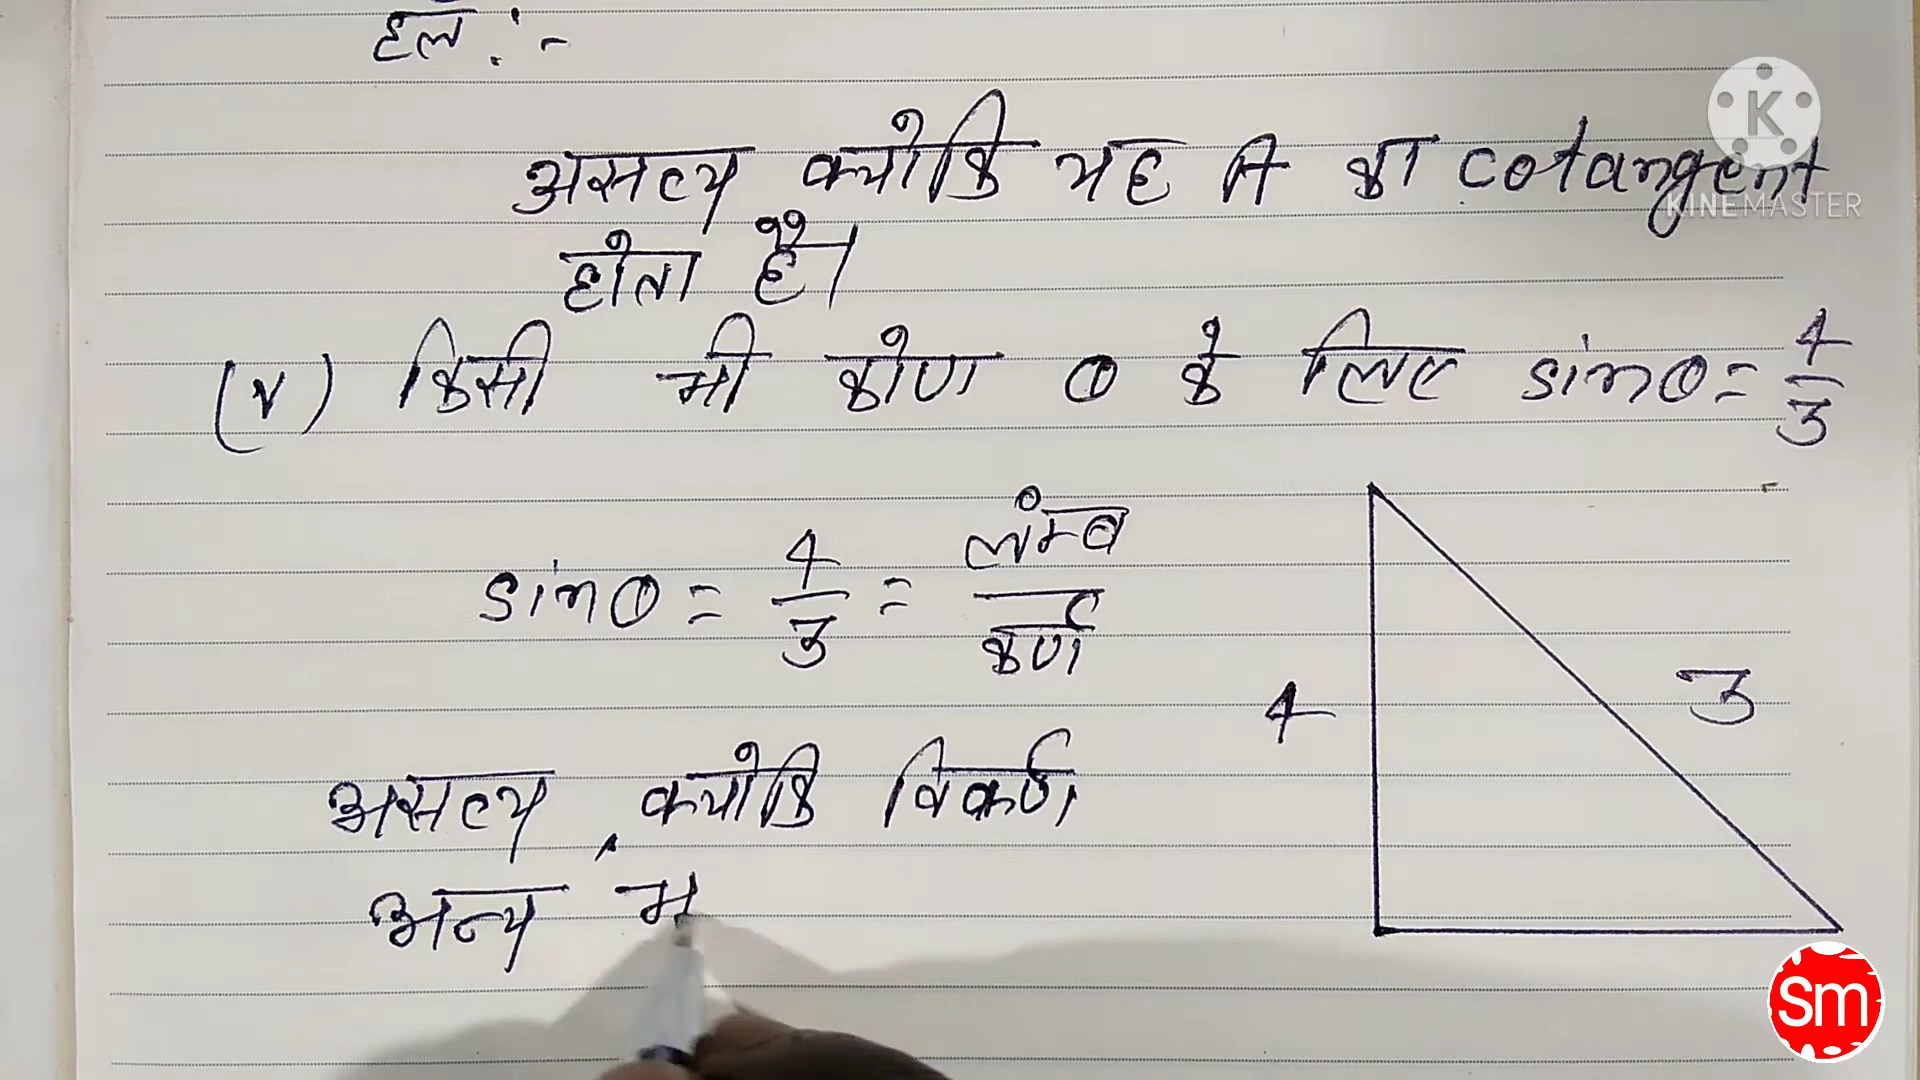 हल :-
असत्य क्योकि यह A का cotangent
होता है।
(v) किसी भी कोण θ के लिए sinθ = 4/3
sinθ = 4/3 = लंम्ब/कर्ण
4
3
असत्य, क्योकि विकर्ण
अन्य
K
KINEMASTER
Sm